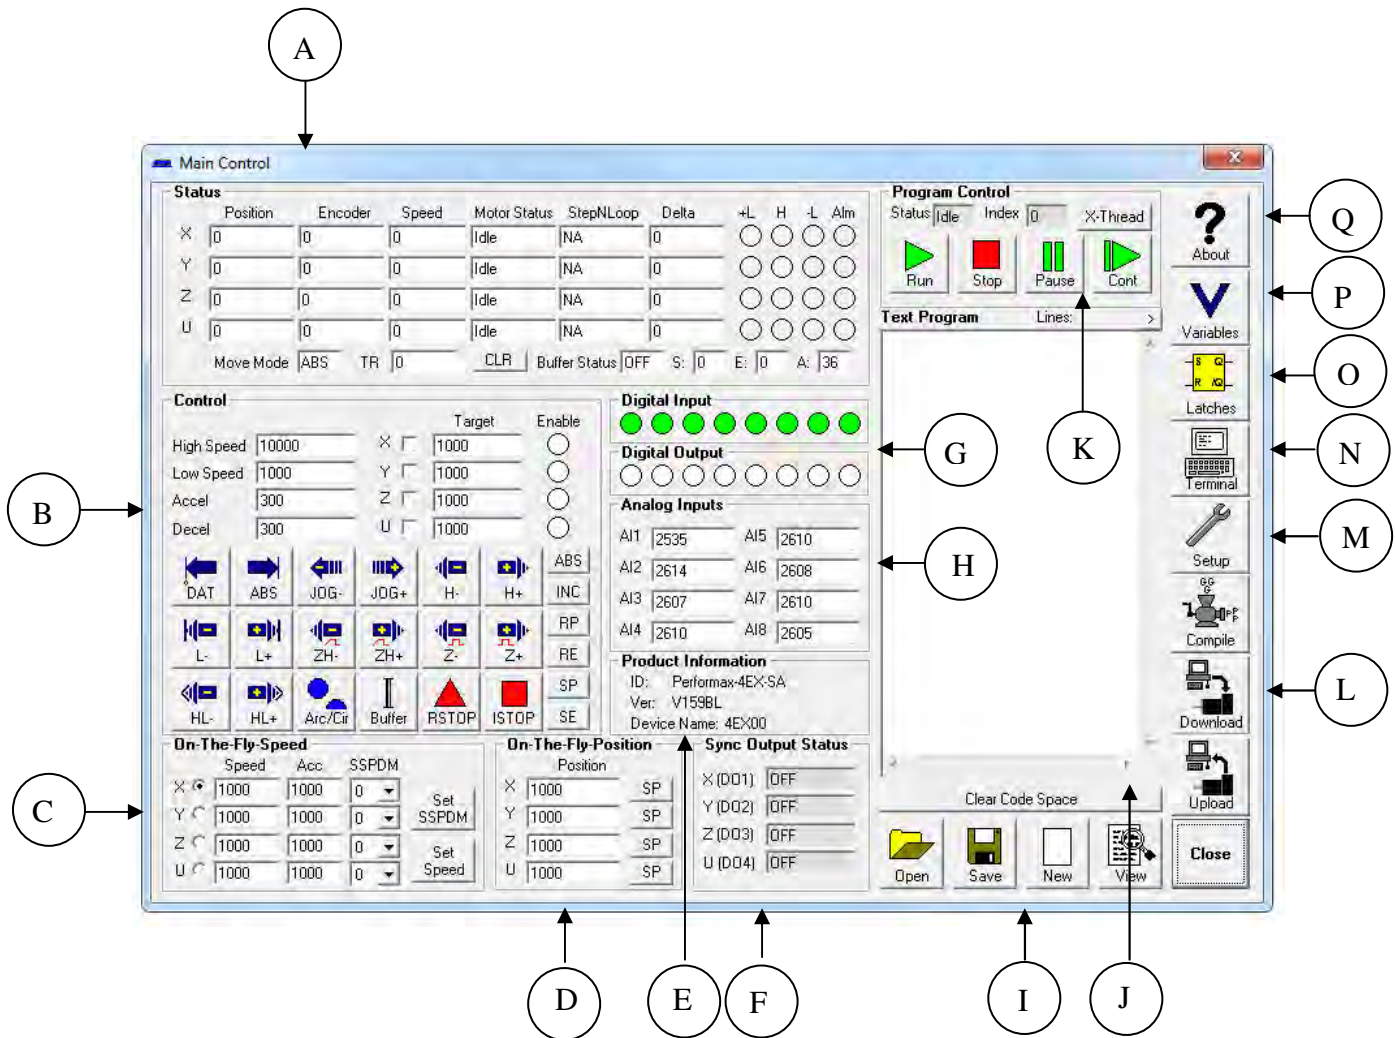 A
Main Control
x
Status
Position Encoder Speed Motor Status StepNLoop Delta +L H -L Alm
X 0 0 0 Idle NA 0
Y 0 0 0 Idle NA 0
Z 0 0 0 Idle NA 0
U 0 0 0 Idle NA 0
Move Mode ABS TR 0 CLR Buffer Status OFF S: 0 E: 0 A: 36
Program Control
Status Idle Index 0 X-Thread
Run Stop Pause Cont
Text Program Lines: >
Control
Target Enable
High Speed 10000 X 1000
Low Speed 1000 Y 1000
Accel 300 Z 1000
Decel 300 U 1000
DAT ABS JOG- JOG+ H- H+
L- L+ ZH- ZH+ Z- Z+
HL- HL+ Arc/Cir Buffer RSTOP ISTOP
ABS
INC
RP
RE
SP
SE
Digital Input
Digital Output
Analog Inputs
AI1 2535 AI5 2610
AI2 2614 AI6 2608
AI3 2607 AI7 2610
AI4 2610 AI8 2605
Product Information
ID: Performax-4EX-SA
Ver: V159BL
Device Name: 4EX00
On-The-Fly-Speed
Speed Acc SSPDM
X 1000 1000 0
Y 1000 1000 0
Z 1000 1000 0
U 1000 1000 0
Set SSPDM
Set Speed
On-The-Fly-Position
Position
X 1000 SP
Y 1000 SP
Z 1000 SP
U 1000 SP
Sync Output Status
X (DO1) OFF
Y (DO2) OFF
Z (DO3) OFF
U (DO4) OFF
Clear Code Space
Open Save New View
? About
V Variables
S Q
R /Q
Latches
Terminal
Setup
G G
G
P P
P
Compile
Download
Upload
Close
B
C
D
E
F
G
H
I
J
K
L
M
N
O
P
Q